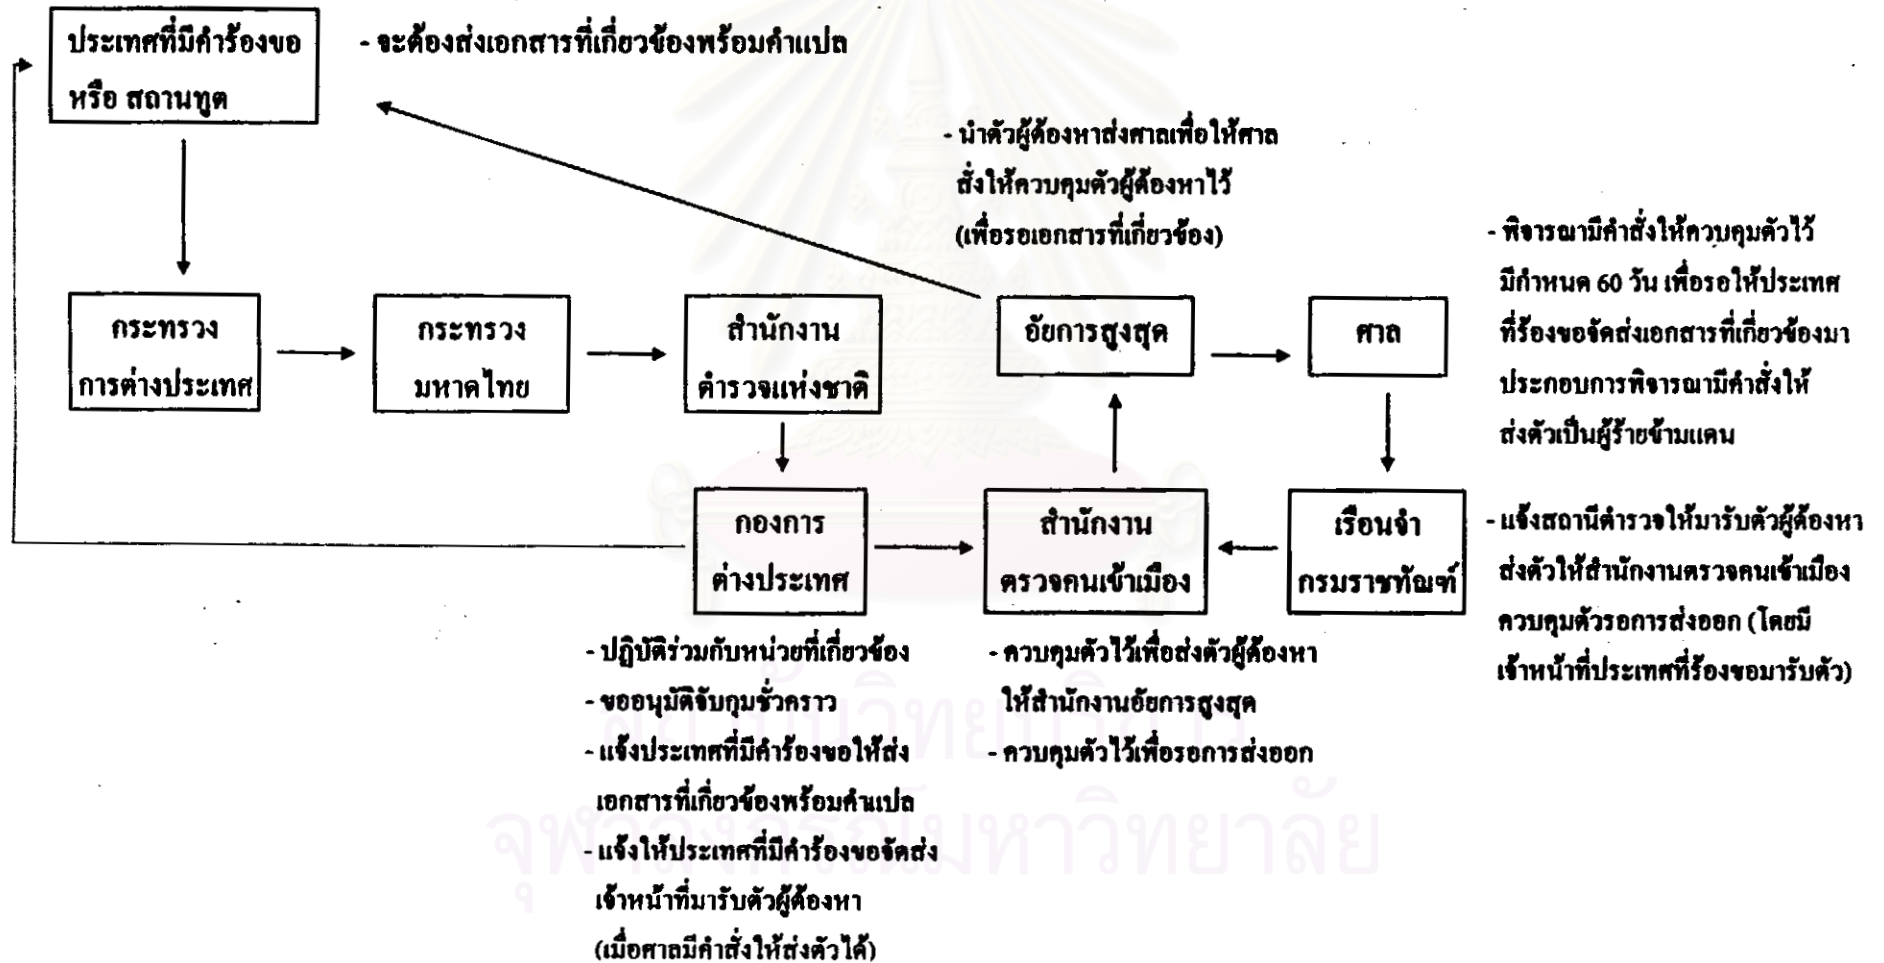 ประเทศที่มีคำร้องขอ
หรือ สถานทูต
- จะต้องส่งเอกสารที่เกี่ยวข้องพร้อมคำแปล
- นำตัวผู้ต้องหาส่งศาลเพื่อให้ศาล
สั่งให้ควบคุมตัวผู้ต้องหาไว้
(เพื่อรอเอกสารที่เกี่ยวข้อง)
- พิจารณามีคำสั่งให้ควบคุมตัวไว้
มีกำหนด 60 วัน เพื่อรอให้ประเทศ
ที่ร้องขอจัดส่งเอกสารที่เกี่ยวข้องมา
ประกอบการพิจารณามีคำสั่งให้
ส่งตัวเป็นผู้ร้ายข้ามแดน
กระทรวง
การต่างประเทศ
กระทรวง
มหาดไทย
สำนักงาน
ตำรวจแห่งชาติ
อัยการสูงสุด
ศาล
กองการ
ต่างประเทศ
สำนักงาน
ตรวจคนเข้าเมือง
เรือนจำ
กรมราชทัณฑ์
- แจ้งสถานีตำรวจให้มารับตัวผู้ต้องหา
ส่งตัวให้สำนักงานตรวจคนเข้าเมือง
ควบคุมตัวรอการส่งออก (โดยมี
เจ้าหน้าที่ประเทศที่ร้องขอมารับตัว)
- ปฏิบัติร่วมกับหน่วยที่เกี่ยวข้อง
- ขออนุมัติจับกุมชั่วคราว
- แจ้งประเทศที่มีคำร้องขอให้ส่ง
เอกสารที่เกี่ยวข้องพร้อมคำแปล
- แจ้งให้ประเทศที่มีคำร้องขอจัดส่ง
เจ้าหน้าที่มารับตัวผู้ต้องหา
(เมื่อศาลมีคำสั่งให้ส่งตัวได้)
- ควบคุมตัวไว้เพื่อส่งตัวผู้ต้องหา
ให้สำนักงานอัยการสูงสุด
- ควบคุมตัวไว้เพื่อรอการส่งออก
สถาบันวิทยบริการ
จุฬาลงกรณ์มหาวิทยาลัย